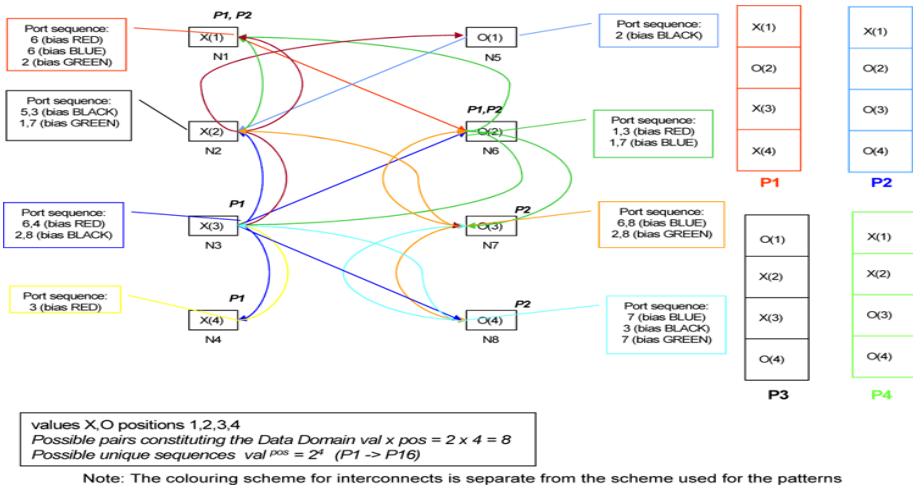 P1, P2
X(1)
N1
Port sequence:
6 (bias RED)
6 (bias BLUE)
2 (bias GREEN)
O(1)
N5
Port sequence:
2 (bias BLACK)
Port sequence:
5,3 (bias BLACK)
1,7 (bias GREEN)
X(2)
N2
P1,P2
O(2)
N6
Port sequence:
1,3 (bias RED)
1,7 (bias BLUE)
Port sequence:
6,4 (bias RED)
2,8 (bias BLACK)
P1
X(3)
N3
P2
O(3)
N7
Port sequence:
6,8 (bias BLUE)
2,8 (bias GREEN)
Port sequence:
3 (bias RED)
P1
X(4)
N4
P2
O(4)
N8
Port sequence:
7 (bias BLUE)
3 (bias BLACK)
7 (bias GREEN)
X(1)
O(2)
X(3)
X(4)
P1
X(1)
O(2)
O(3)
O(4)
P2
O(1)
X(2)
X(3)
O(4)
P3
X(1)
X(2)
O(3)
O(4)
P4
values X,O positions 1,2,3,4
Possible pairs constituting the Data Domain val x pos = 2 x 4 = 8
Possible unique sequences val ᵖᵒˢ = 2⁴ (P1 -> P16)
Note: The colouring scheme for interconnects is separate from the scheme used for the patterns